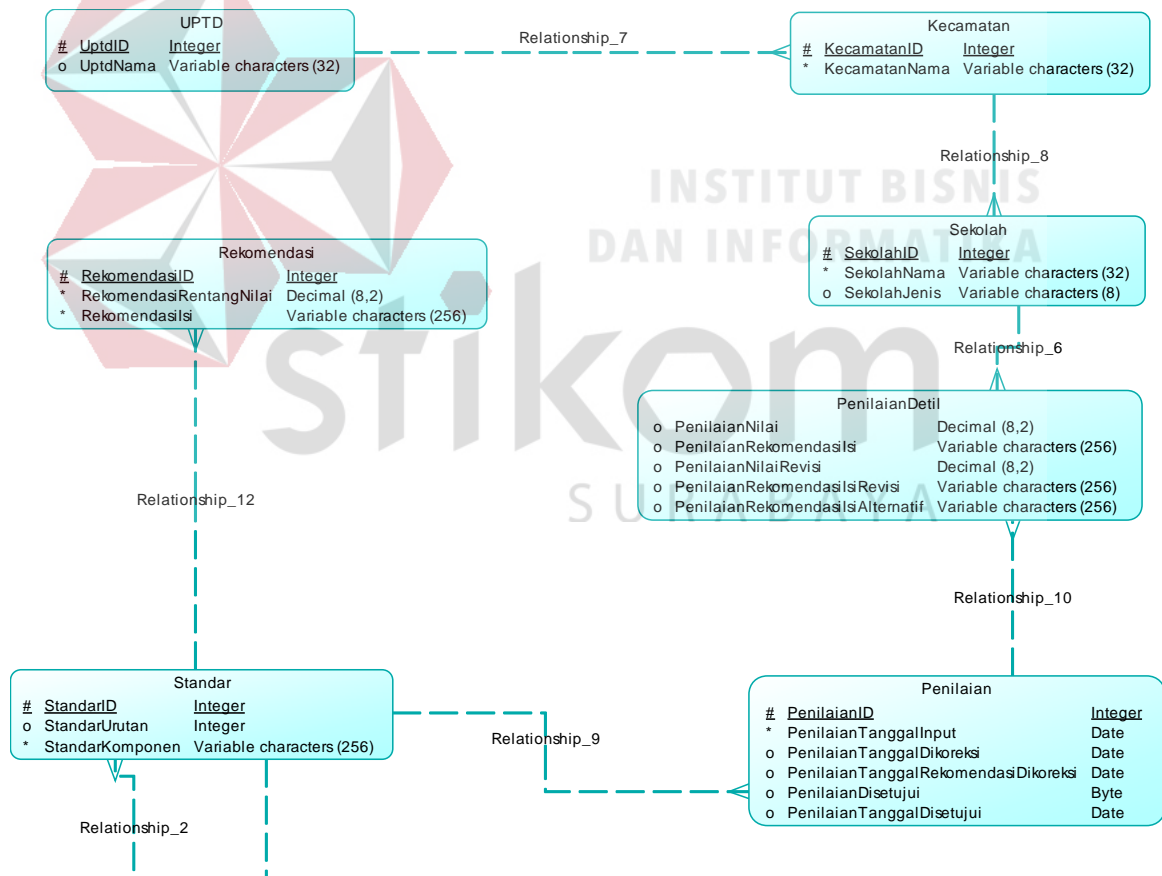 UPTD
# UptdID Integer
o UptdNama Variable characters (32)
Relationship_7
Kecamatan
# KecamatanID Integer
* KecamatanNama Variable characters (32)
Relationship_8
INSTITUT BISNIS
DAN INFORMATIKA
Sekolah
# SekolahID Integer
* SekolahNama Variable characters (32)
o SekolahJenis Variable characters (8)
Rekomendasi
# RekomendasiID Integer
* RekomendasiRentangNilai Decimal (8,2)
* RekomendasiIsi Variable characters (256)
stikom
SURABAYA
Relationship_6
PenilaianDetil
o PenilaianNilai Decimal (8,2)
o PenilaianRekomendasiIsi Variable characters (256)
o PenilaianNilaiRevisi Decimal (8,2)
o PenilaianRekomendasiIsiRevisi Variable characters (256)
o PenilaianRekomendasiIsiAlternatif Variable characters (256)
Relationship_12
Relationship_10
Standar
# StandarID Integer
o StandarUrutan Integer
* StandarKomponen Variable characters (256)
Relationship_9
Penilaian
# PenilaianID Integer
* PenilaianTanggalInput Date
o PenilaianTanggalDikoreksi Date
o PenilaianTanggalRekomendasiDikoreksi Date
o PenilaianDisetujui Byte
o PenilaianTanggalDisetujui Date
Relationship_2